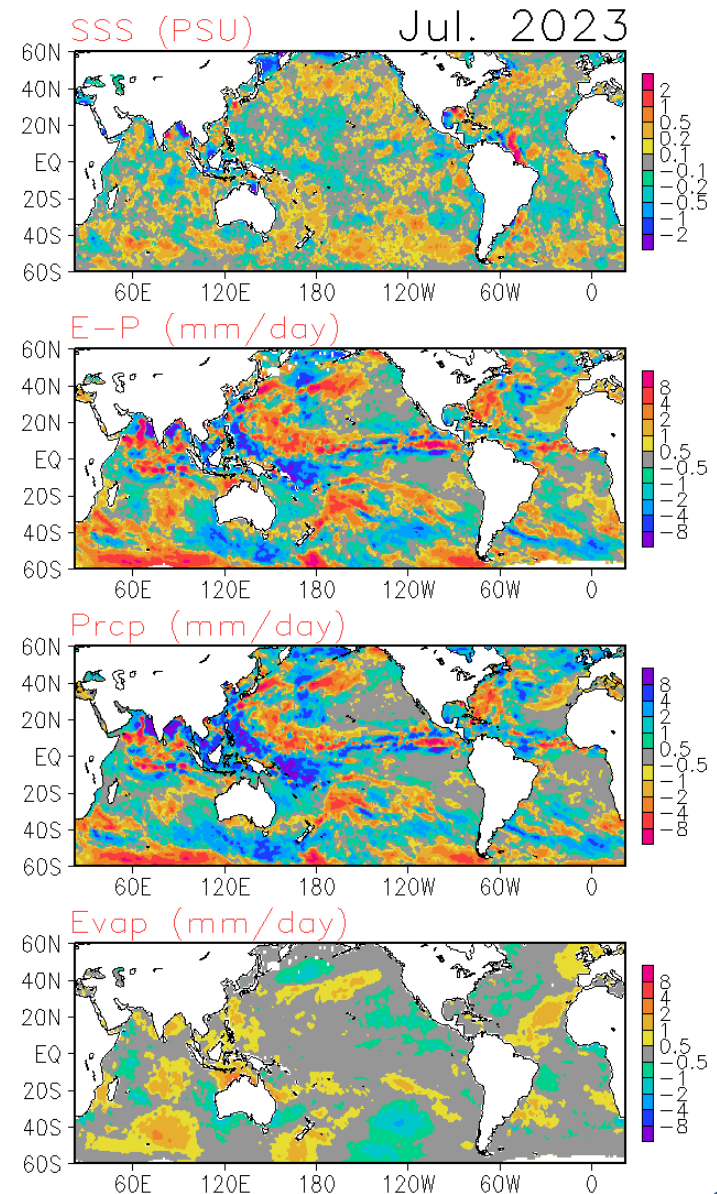 SSS (PSU) Jul. 2023
60N
40N
20N
EQ
20S
40S
60S
60E 120E 180 120W 60W 0
2
1
0.5
0.2
0.1
−0.1
−0.2
−0.5
−1
−2
E−P (mm/day)
60N
40N
20N
EQ
20S
40S
60S
60E 120E 180 120W 60W 0
8
4
2
1
0.5
−0.5
−1
−2
−4
−8
Prcp (mm/day)
60N
40N
20N
EQ
20S
40S
60S
60E 120E 180 120W 60W 0
8
4
2
1
0.5
−0.5
−1
−2
−4
−8
Evap (mm/day)
60N
40N
20N
EQ
20S
40S
60S
60E 120E 180 120W 60W 0
8
4
2
1
0.5
−0.5
−1
−2
−4
−8